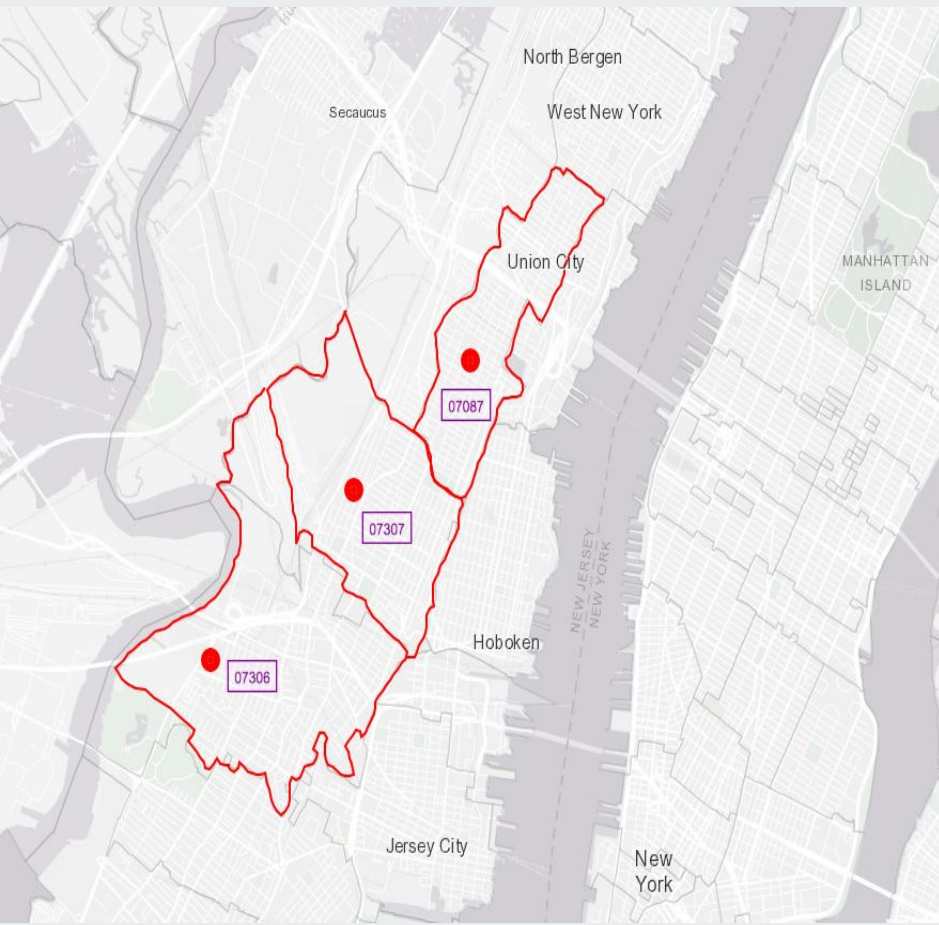 North Bergen
West New York
Secaucus
Union City
MANHATTAN
ISLAND
07087
07307
NEW JERSEY
NEW YORK
Hoboken
07306
Jersey City
New
York